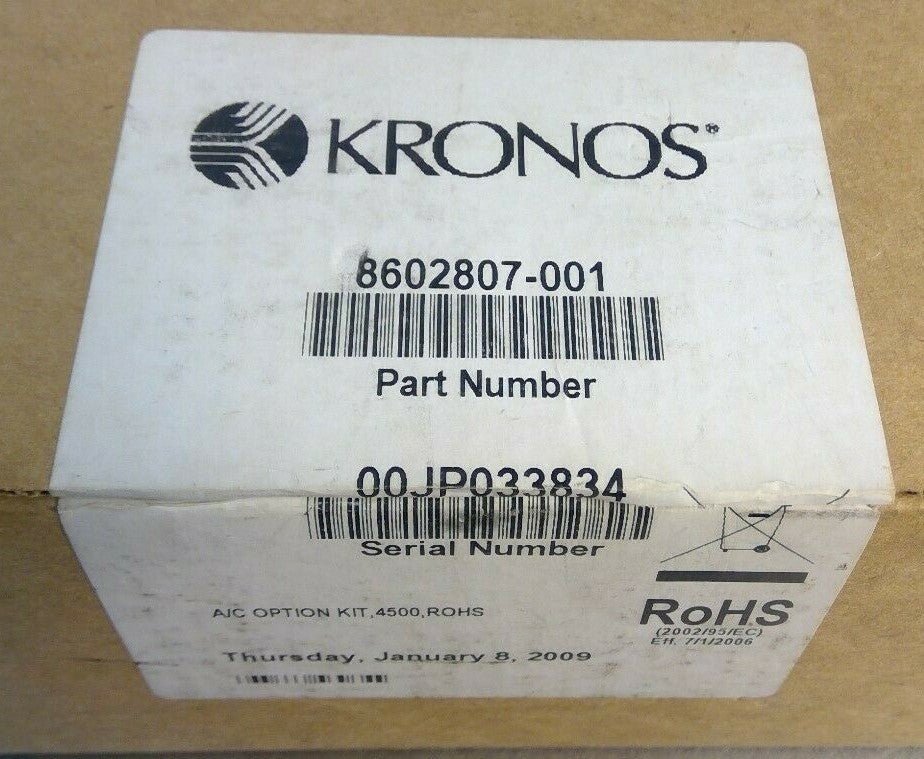 KRONOS®
8602807-001
Part Number
00JP033834
Serial Number
A/C OPTION KIT,4500,ROHS
RoHS
(2002/95/EC)
Eff. 7/1/2006
Thursday, January 8, 2009